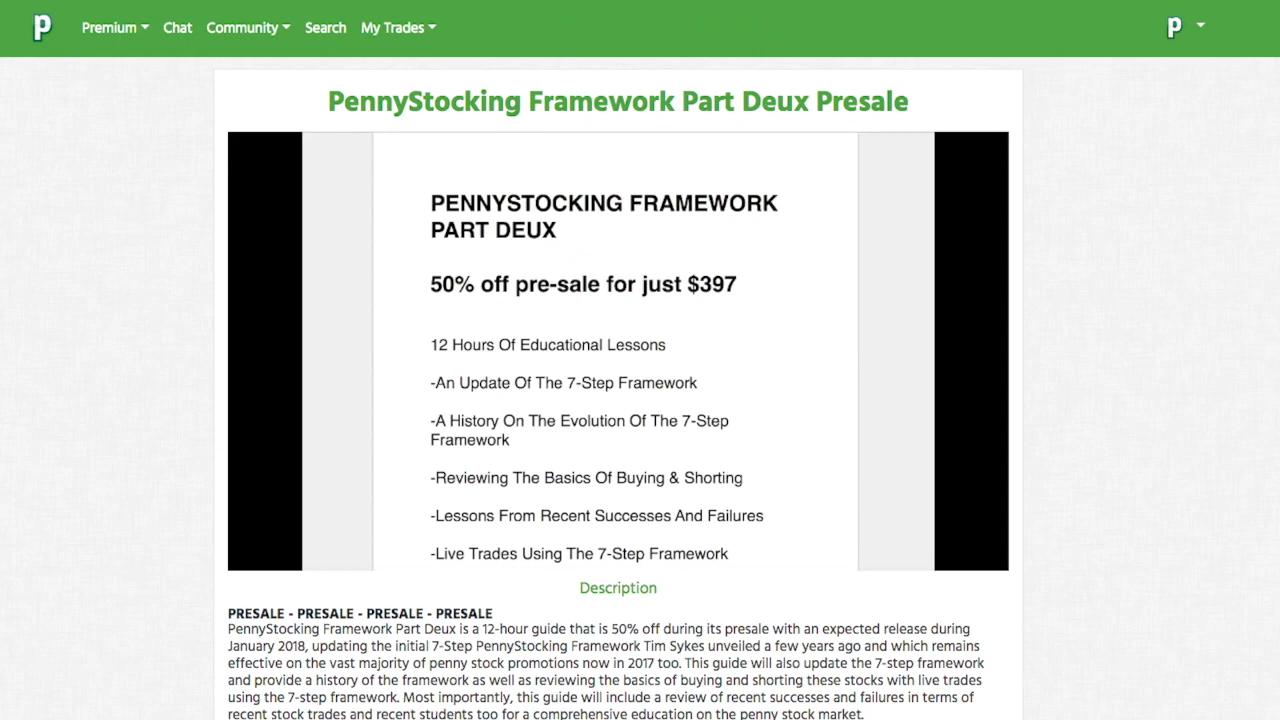 p Premium Chat Community Search My Trades p
PennyStocking Framework Part Deux Presale
PENNYSTOCKING FRAMEWORK
PART DEUX
50% off pre-sale for just $397
12 Hours Of Educational Lessons
-An Update Of The 7-Step Framework
-A History On The Evolution Of The 7-Step
Framework
-Reviewing The Basics Of Buying & Shorting
-Lessons From Recent Successes And Failures
-Live Trades Using The 7-Step Framework
Description
PRESALE - PRESALE - PRESALE - PRESALE
PennyStocking Framework Part Deux is a 12-hour guide that is 50% off during its presale with an expected release during
January 2018, updating the initial 7-Step PennyStocking Framework Tim Sykes unveiled a few years ago and which remains
effective on the vast majority of penny stock promotions now in 2017 too. This guide will also update the 7-step framework
and provide a history of the framework as well as reviewing the basics of buying and shorting these stocks with live trades
using the 7-step framework. Most importantly, this guide will include a review of recent successes and failures in terms of
recent stock trades and recent students too for a comprehensive education on the penny stock market.